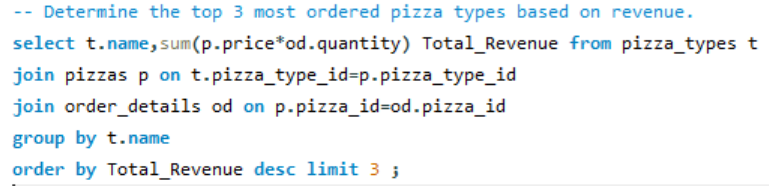 -- Determine the top 3 most ordered pizza types based on revenue.
select t.name,sum(p.price*od.quantity) Total_Revenue from pizza_types t
join pizzas p on t.pizza_type_id=p.pizza_type_id
join order_details od on p.pizza_id=od.pizza_id
group by t.name
order by Total_Revenue desc limit 3 ;